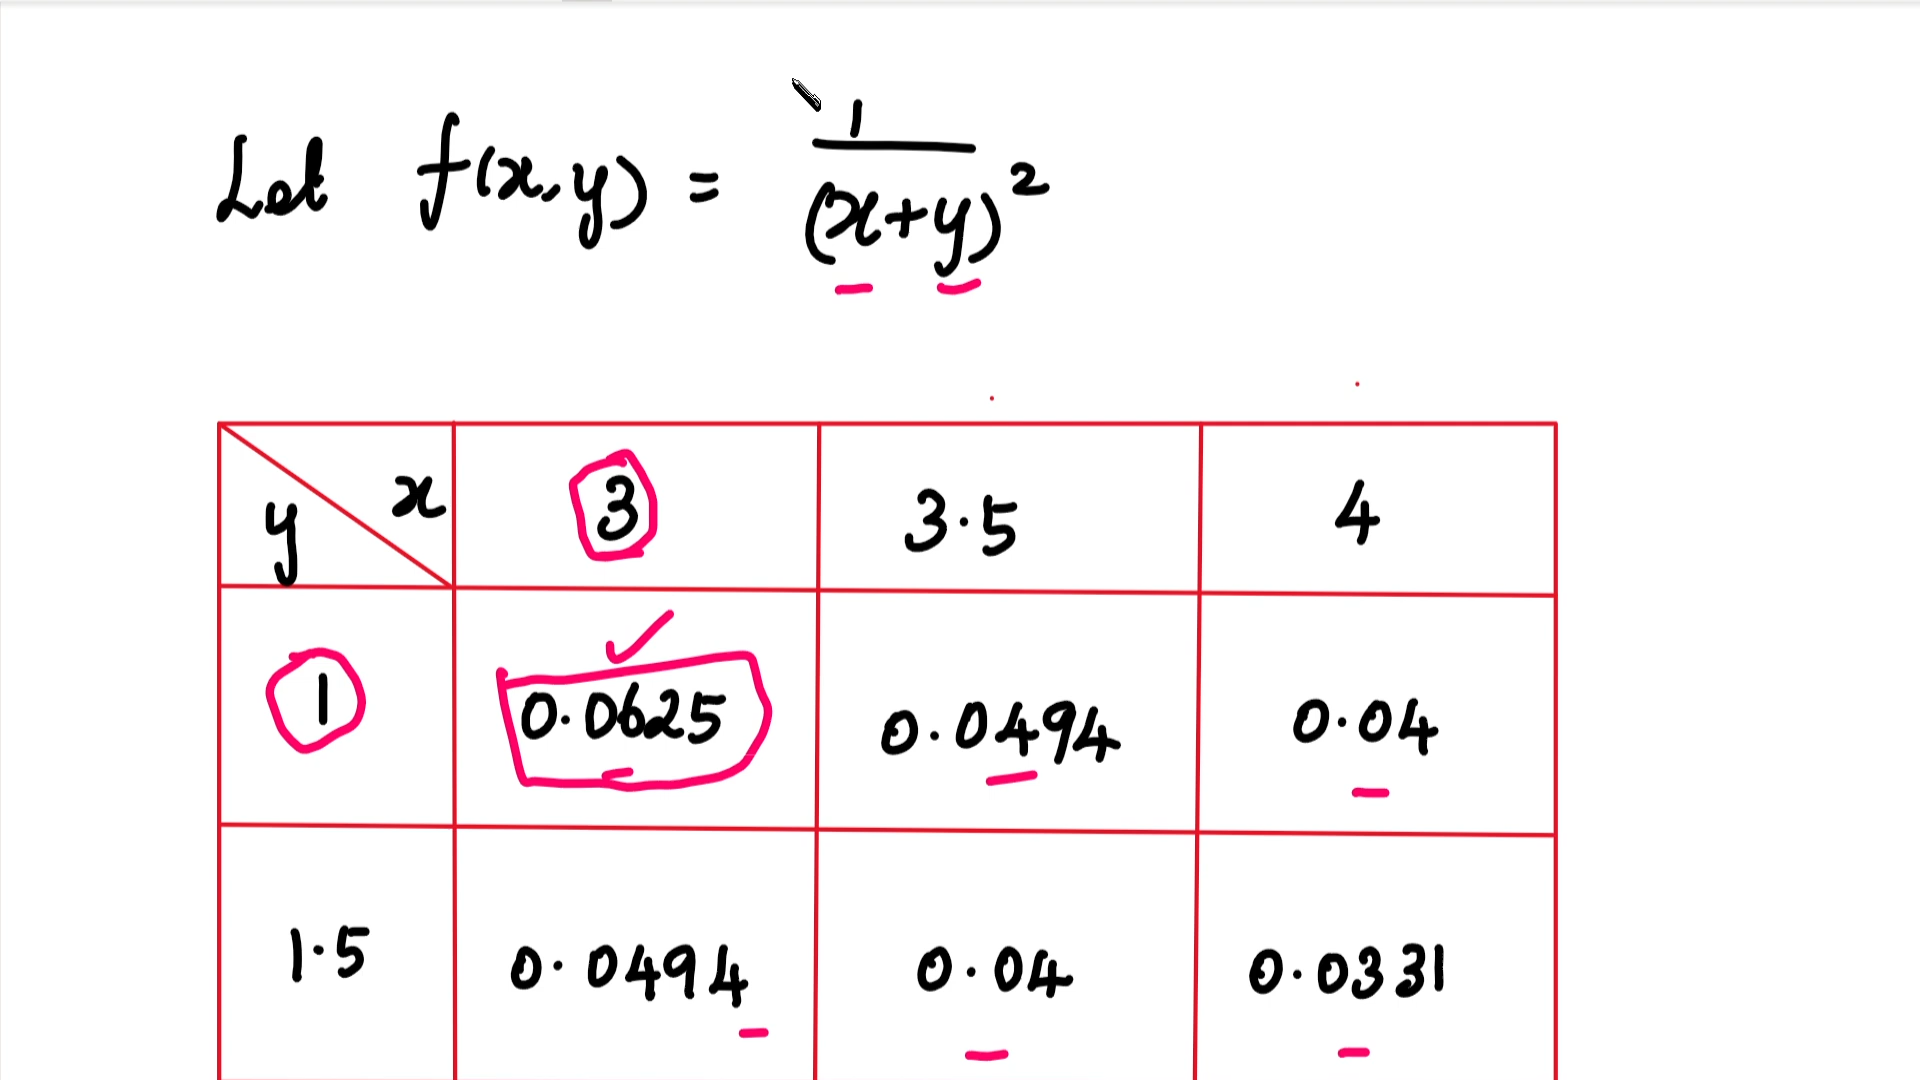 Let f(x,y) = 1/(x+y)²
y x 3 3.5 4
1 0.0625 0.0494 0.04
1.5 0.0494 0.04 0.0331